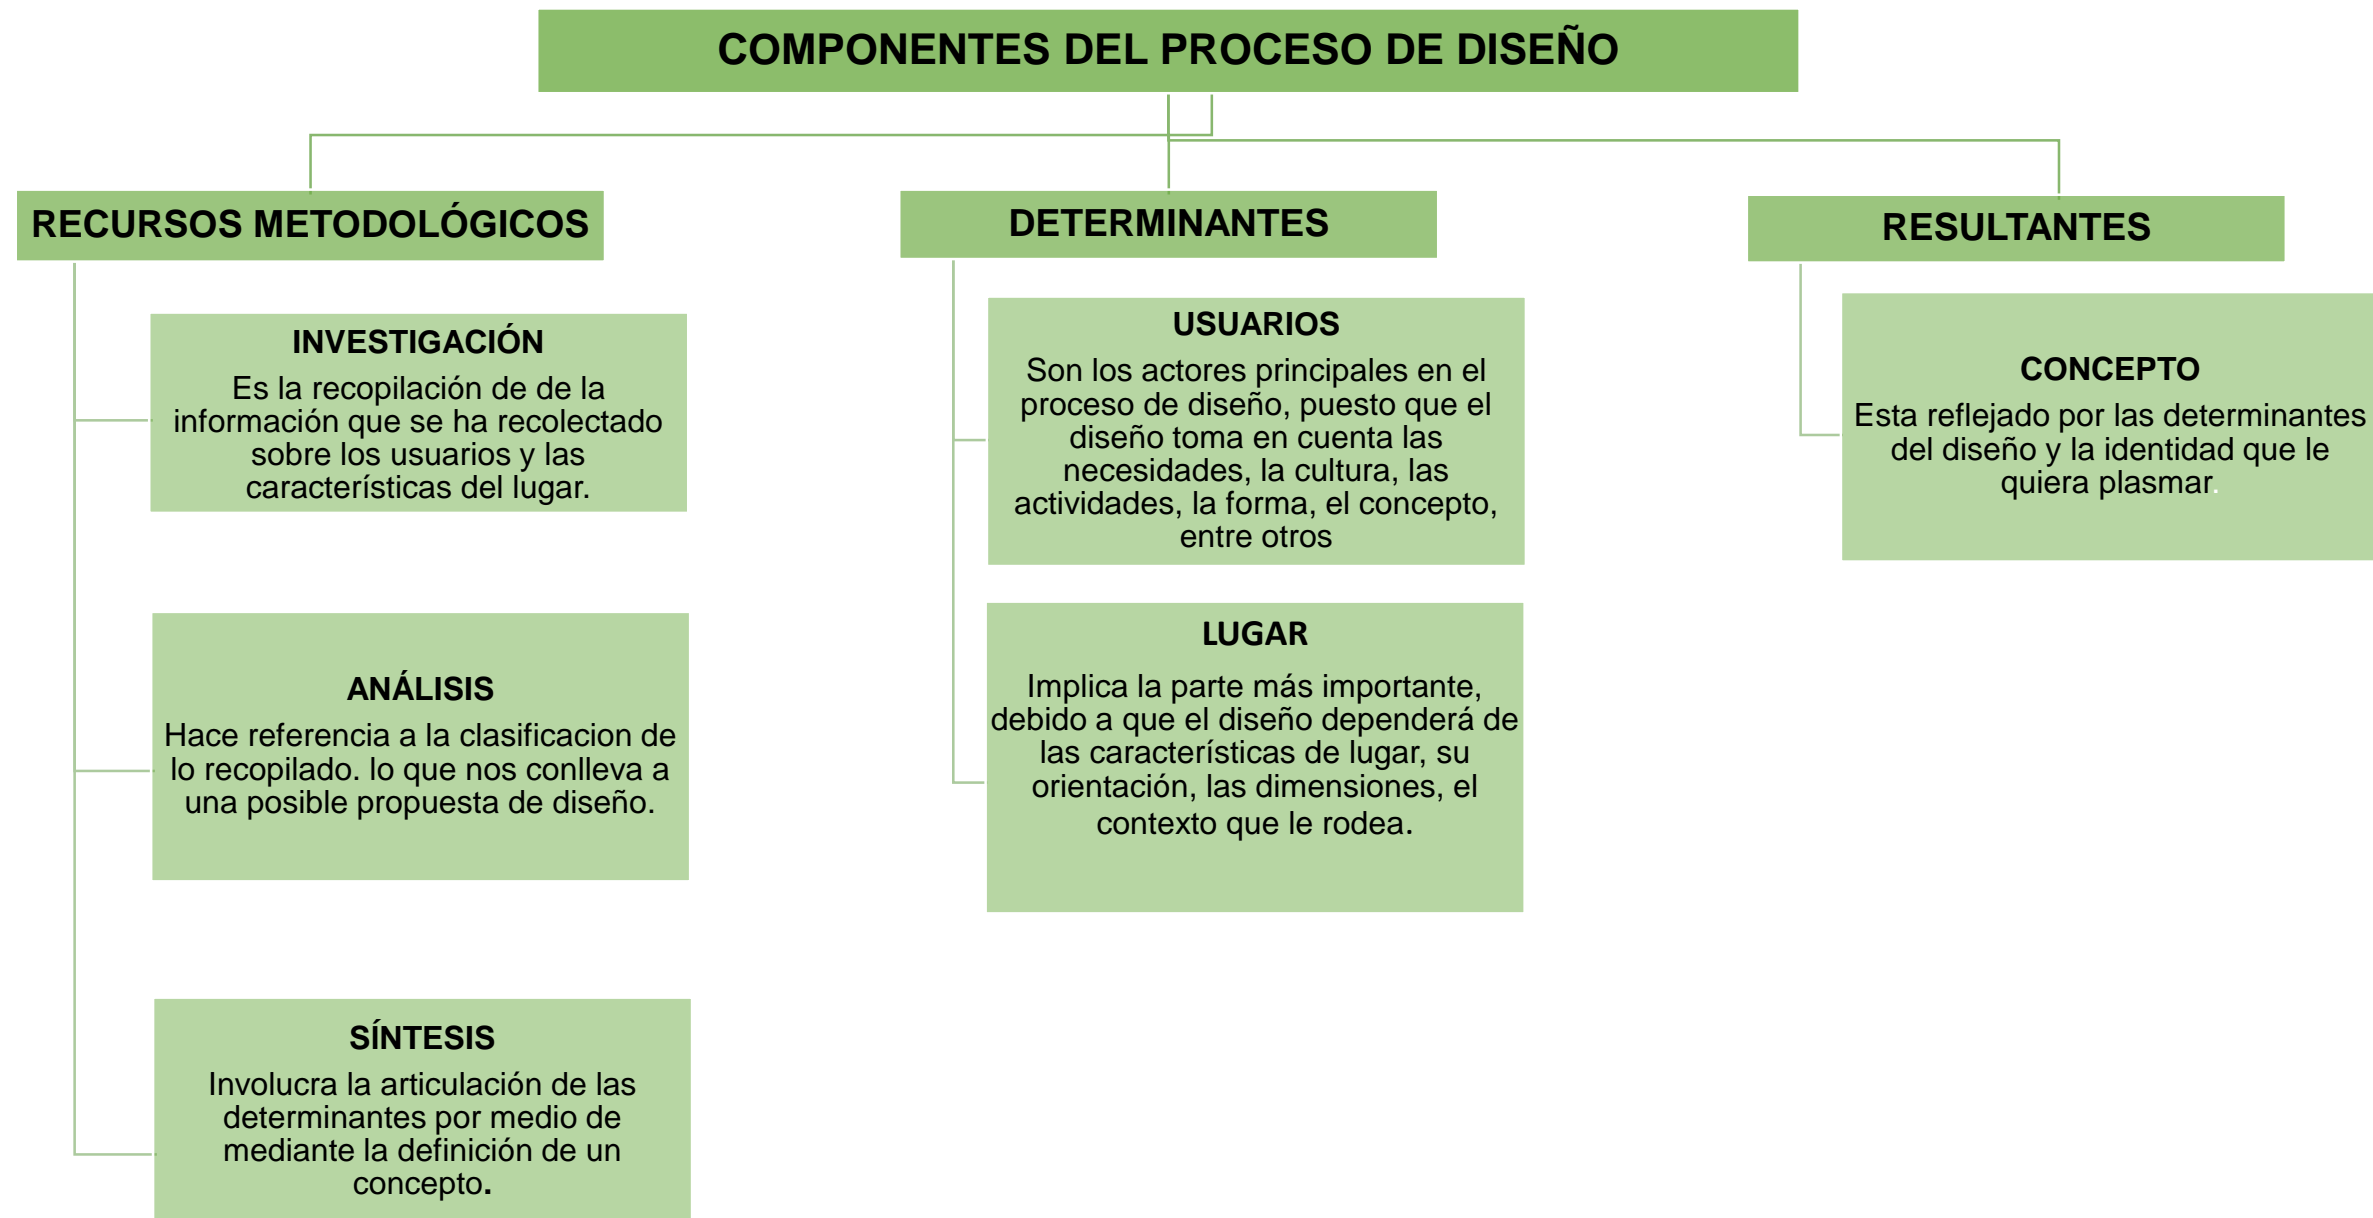 COMPONENTES DEL PROCESO DE DISEÑO
RECURSOS METODOLÓGICOS
INVESTIGACIÓN
Es la recopilación de de la
información que se ha recolectado
sobre los usuarios y las
características del lugar.
ANÁLISIS
Hace referencia a la clasificacion de
lo recopilado. lo que nos conlleva a
una posible propuesta de diseño.
SÍNTESIS
Involucra la articulación de las
determinantes por medio de
mediante la definición de un
concepto.
DETERMINANTES
USUARIOS
Son los actores principales en el
proceso de diseño, puesto que el
diseño toma en cuenta las
necesidades, la cultura, las
actividades, la forma, el concepto,
entre otros
LUGAR
Implica la parte más importante,
debido a que el diseño dependerá de
las características de lugar, su
orientación, las dimensiones, el
contexto que le rodea.
RESULTANTES
CONCEPTO
Esta reflejado por las determinantes
del diseño y la identidad que le
quiera plasmar.